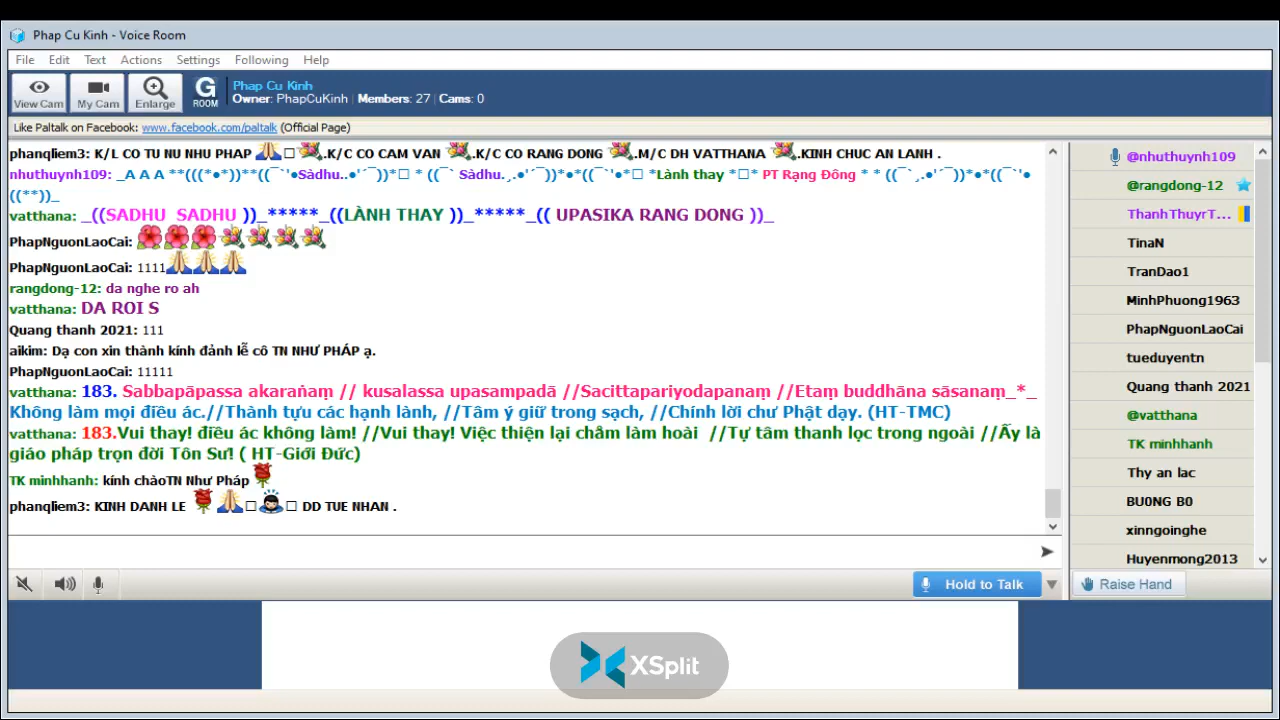 Phap Cu Kinh - Voice Room
File Edit Text Actions Settings Following Help
View Cam My Cam Enlarge G ROOM
Phap Cu Kinh
Owner: PhapCuKinh | Members: 27 | Cams: 0
Like Paltalk on Facebook: www.facebook.com/paltalk (Official Page)
phanqliem3: K/L CO TU NU NHU PHAP 🙏□💐.K/C CO CAM VAN 💐.K/C CO RANG DONG 💐.M/C DH VATTHANA 💐.KINH CHUC AN LANH .
nhuthuynh109: _A A A **(((*●*))**((¯`'●Sàdhu..●'´¯)*□ * ((¯` Sàdhu.¸.●'´¯))*●*((¯`'●*□ *Lành thay *□* PT Rạng Đông * * ((¯`¸.●'´¯))*●*((¯`'●
((**))_
vatthana: _((SADHU SADHU ))_*****_((LÀNH THAY ))_*****_(( UPASIKA RANG DONG ))_
PhapNguonLaoCai: 🌺🌺🌺💐💐💐💐
PhapNguonLaoCai: 1111🙏🙏🙏
rangdong-12: da nghe ro ah
vatthana: DA ROI S
Quang thanh 2021: 111
aikim: Dạ con xin thành kính đảnh lễ cô TN NHƯ PHÁP ạ.
PhapNguonLaoCai: 11111
vatthana: 183. Sabbapāpassa akaraṅaṃ // kusalassa upasampadā //Sacittapariyodapanaṃ //Etaṃ buddhāna sāsanaṃ_*_
Không làm mọi điều ác.//Thành tựu các hạnh lành, //Tâm ý giữ trong sạch, //Chính lời chư Phật dạy. (HT-TMC)
vatthana: 183.Vui thay! điều ác không làm! //Vui thay! Việc thiện lại chăm làm hoài //Tự tâm thanh lọc trong ngoài //Ấy là
giáo pháp trọn đời Tôn Sư! ( HT-Giới Đức)
TK minhhanh: kính chàoTN Như Pháp 🌹
phanqliem3: KINH DANH LE 🌹🙏□🙇□ DD TUE NHAN .
Hold to Talk
@nhuthuynh109
@rangdong-12
ThanhThuyrT...
TinaN
TranDao1
MinhPhuong1963
PhapNguonLaoCai
tueduyentn
Quang thanh 2021
@vatthana
TK minhhanh
Thy an lac
BU0NG B0
xinngoinghe
Huyenmong2013
Raise Hand
XSplit